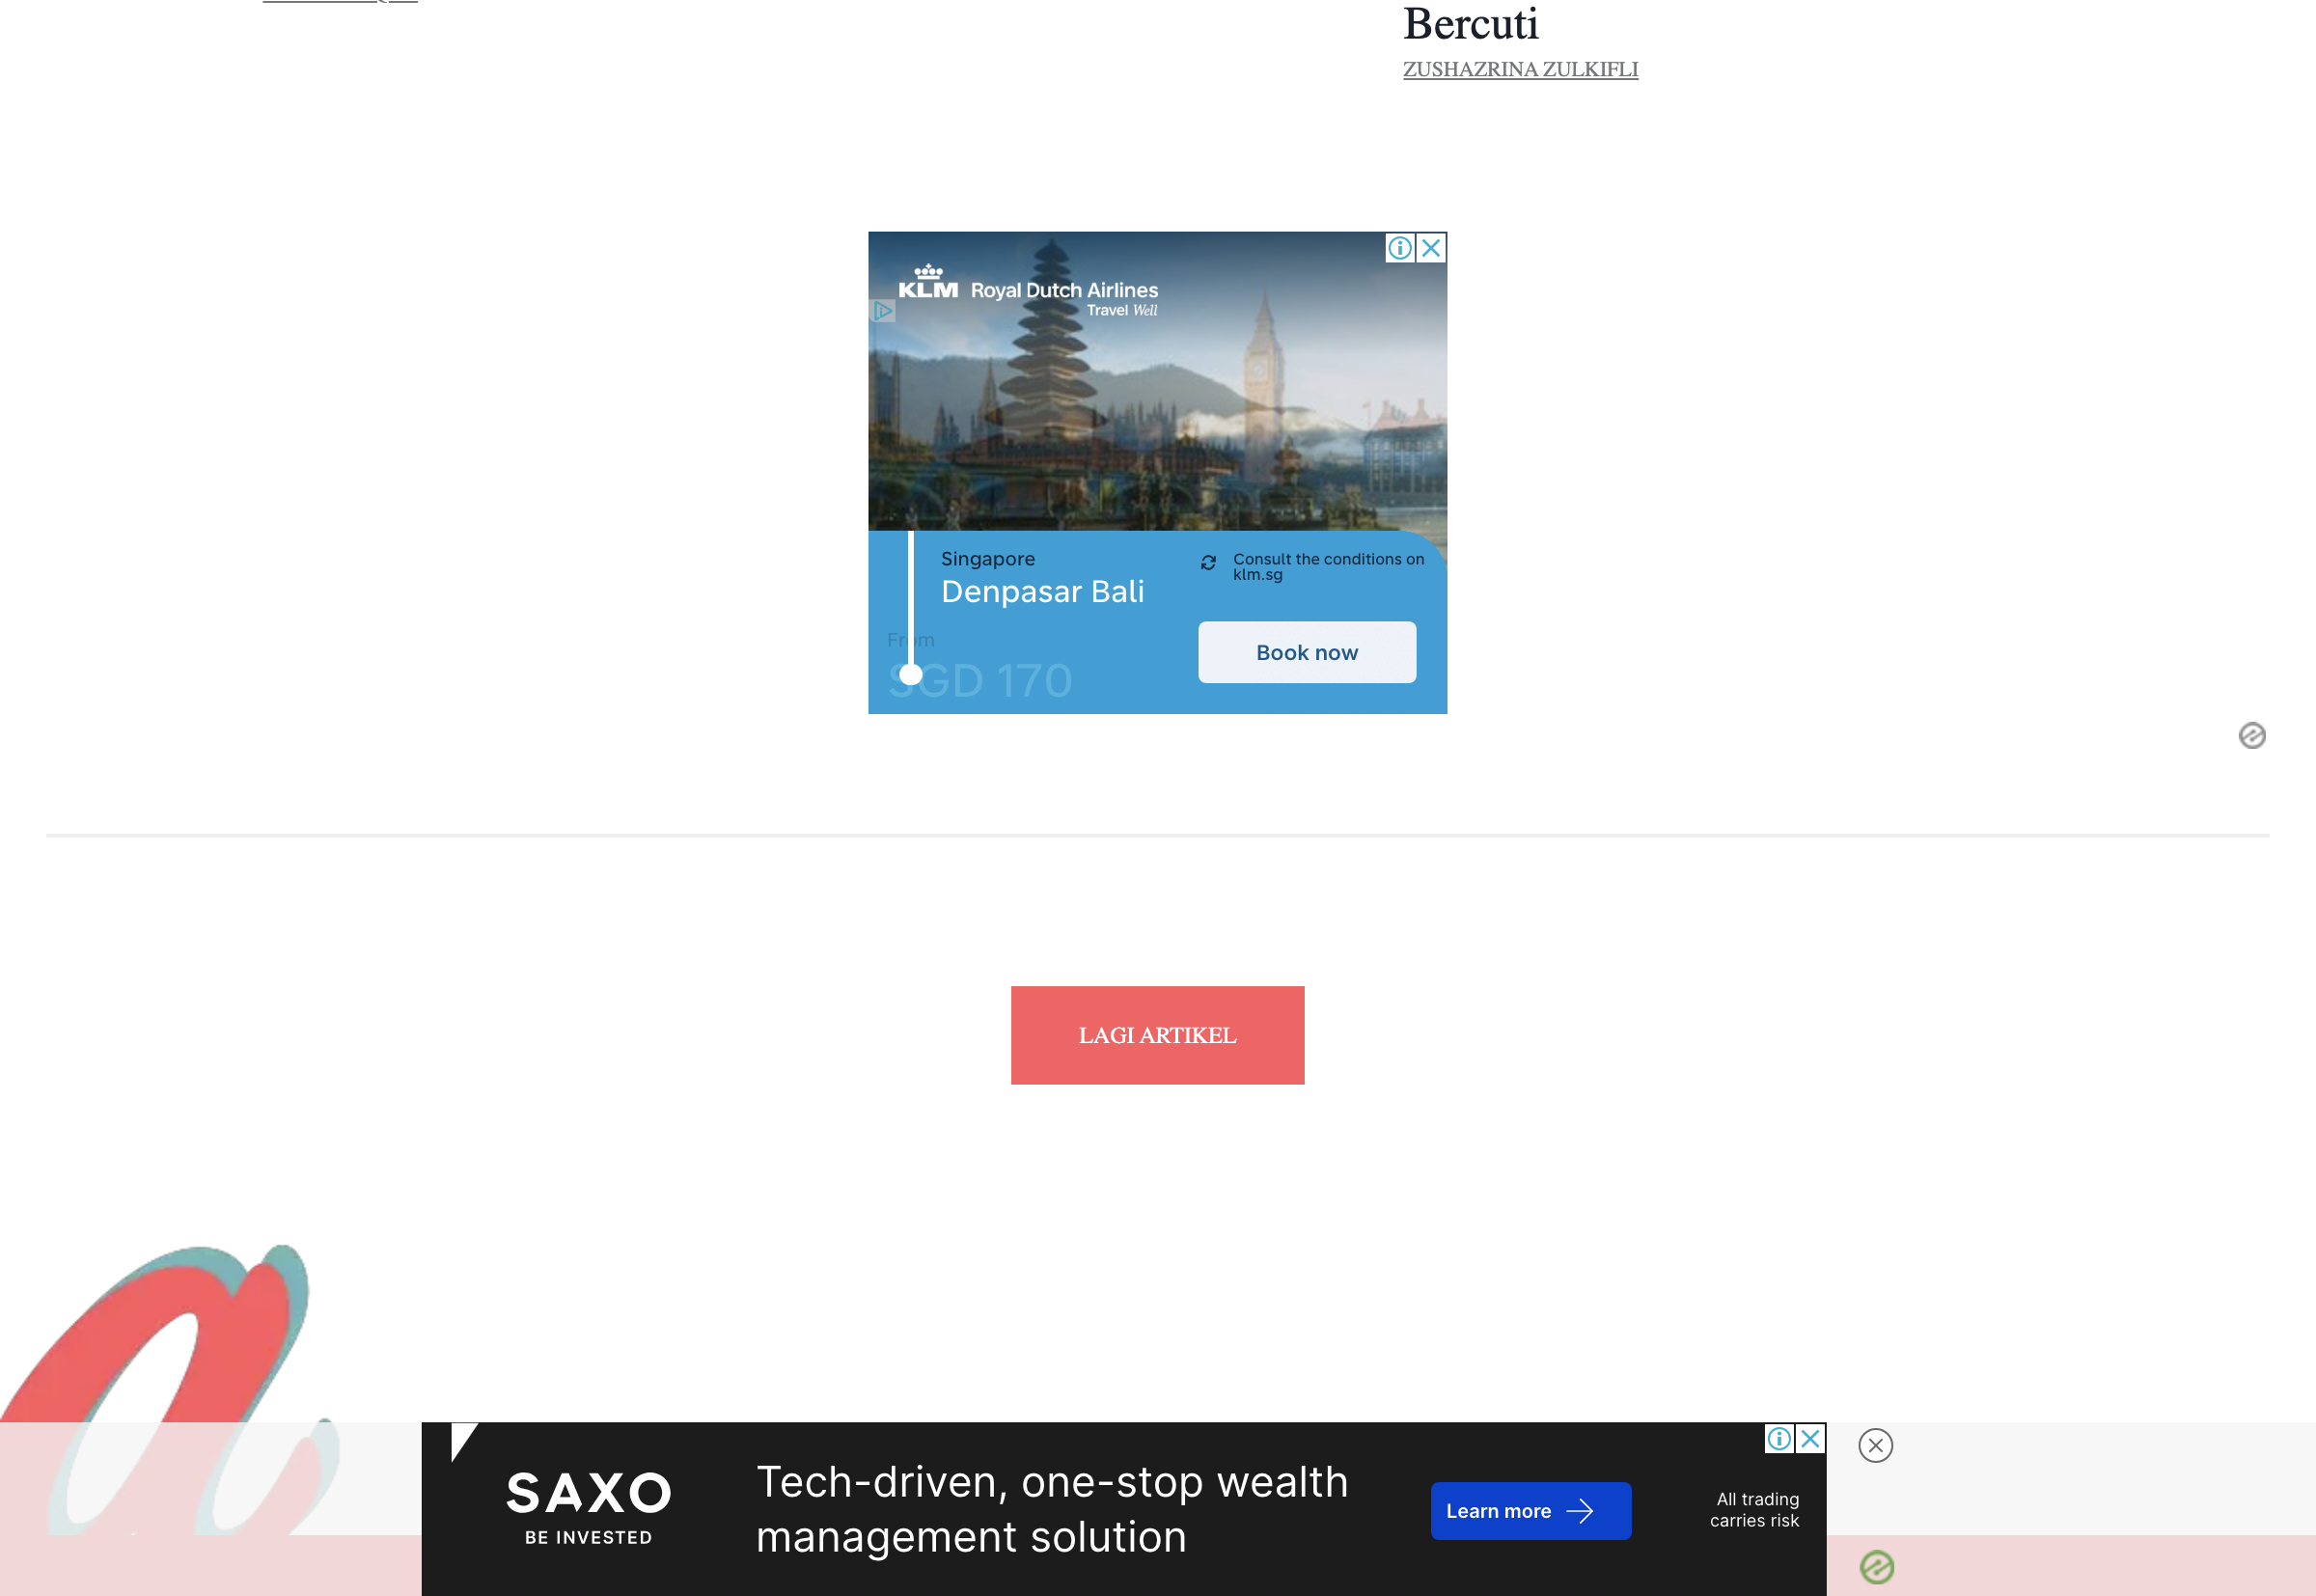 Bercuti
ZUSHAZRINA ZULKIFLI
KLM Royal Dutch Airlines
Travel Well
Singapore
Denpasar Bali
Consult the conditions on
klm.sg
From
SGD 170
Book now
LAGI ARTIKEL
SAXO
BE INVESTED
Tech-driven, one-stop wealth
management solution
Learn more
All trading
carries risk